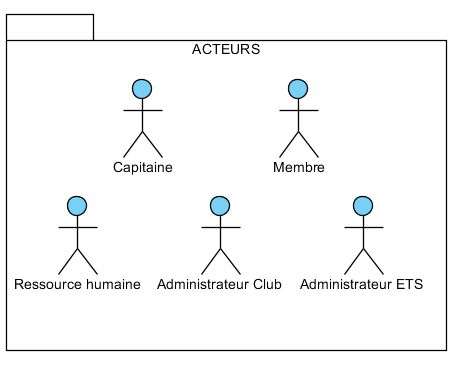 ACTEURS
Capitaine
Membre
Ressource humaine
Administrateur Club
Administrateur ETS